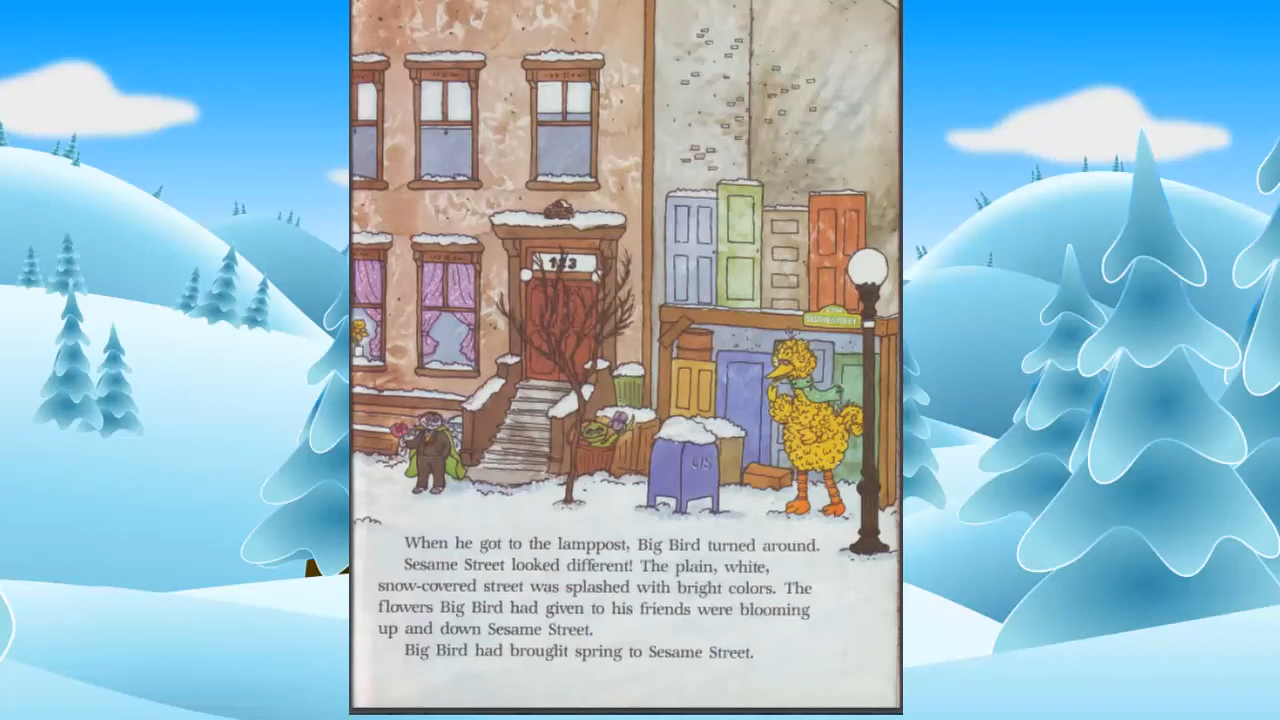 123
SESAME STREET
U.S.
When he got to the lamppost, Big Bird turned around.
Sesame Street looked different! The plain, white,
snow-covered street was splashed with bright colors. The
flowers Big Bird had given to his friends were blooming
up and down Sesame Street.
Big Bird had brought spring to Sesame Street.